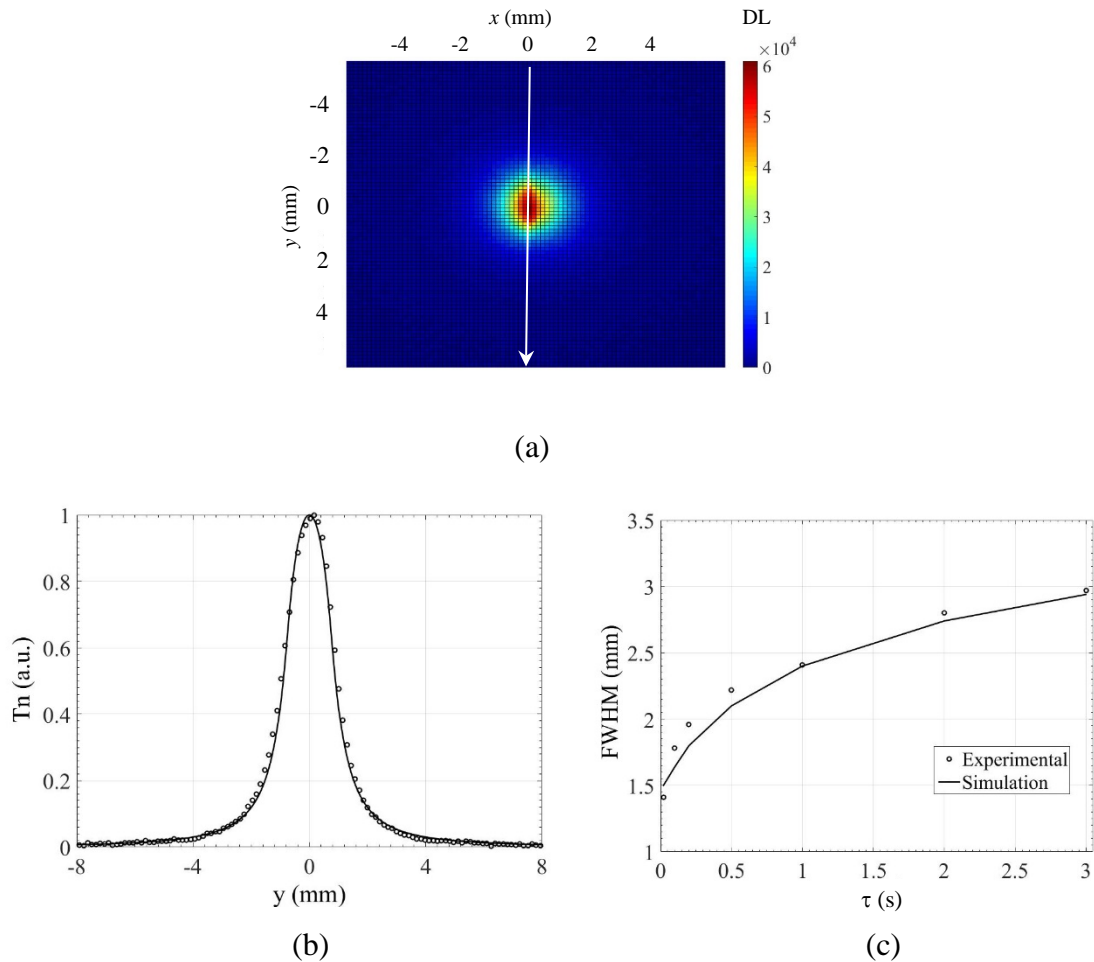 x (mm)
-4 -2 0 2 4
DL
×10⁴
y (mm)
-4
-2
0
2
4
6
5
4
3
2
1
0
(a)
Tn (a.u.)
1
0.8
0.6
0.4
0.2
0
-8 -4 0 4 8
y (mm)
(b)
FWHM (mm)
3.5
3
2.5
2
1.5
1
Experimental
Simulation
0 0.5 1 1.5 2 2.5 3
τ (s)
(c)